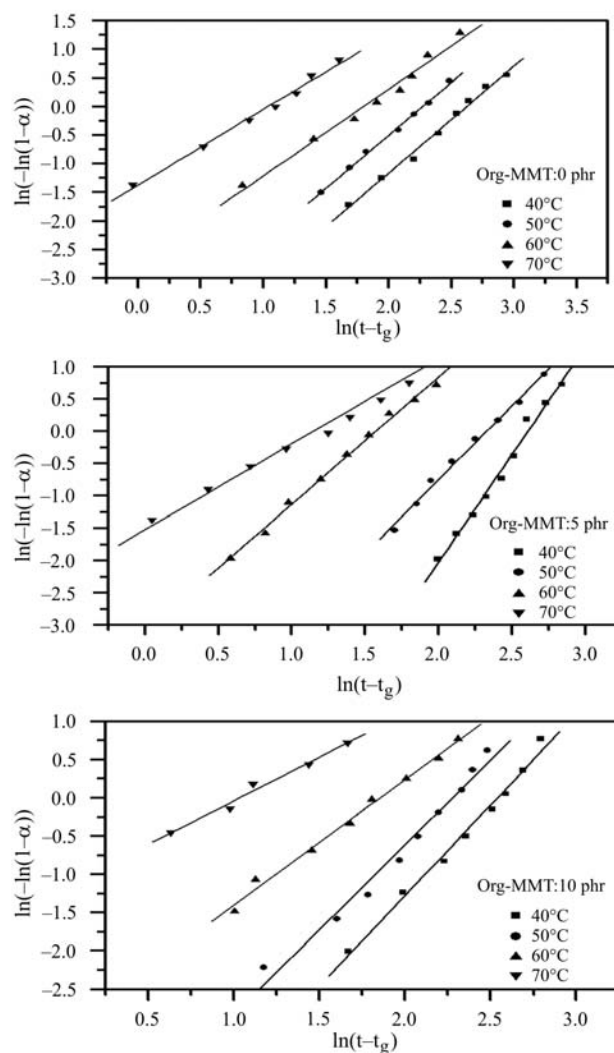 1.5
1.0
0.5
0.0
−0.5
−1.0
−1.5
−2.0
−2.5
−3.0
ln(−ln(1−α))
Org-MMT:0 phr
40°C
50°C
60°C
70°C
0.0 0.5 1.0 1.5 2.0 2.5 3.0 3.5
ln(t−tg)
1.0
0.5
0.0
−0.5
−1.0
−1.5
−2.0
−2.5
−3.0
ln(−ln(1−α))
Org-MMT:5 phr
40°C
50°C
60°C
70°C
0.0 0.5 1.0 1.5 2.0 2.5 3.0
ln(t−tg)
1.0
0.5
0.0
−0.5
−1.0
−1.5
−2.0
−2.5
ln(−ln(1−α))
Org-MMT:10 phr
40°C
50°C
60°C
70°C
0.5 1.0 1.5 2.0 2.5 3.0
ln(t−tg)